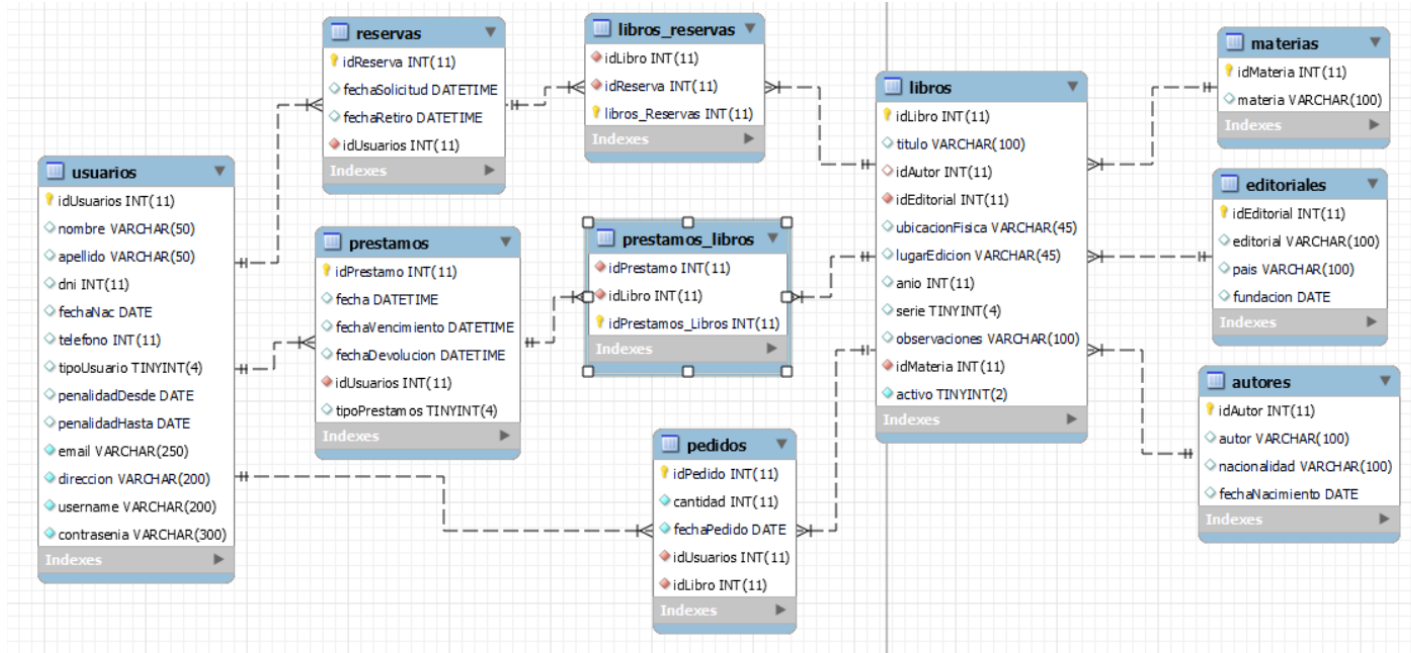 reservas
idReserva INT(11)
fechaSolicitud DATETIME
fechaRetiro DATETIME
idUsuarios INT(11)
Indexes
libros_reservas
idLibro INT(11)
idReserva INT(11)
libros_Reservas INT(11)
Indexes
libros
idLibro INT(11)
titulo VARCHAR(100)
idAutor INT(11)
idEditorial INT(11)
ubicacionFisica VARCHAR(45)
lugarEdicion VARCHAR(45)
anio INT(11)
serie TINYINT(4)
observaciones VARCHAR(100)
idMateria INT(11)
activo TINYINT(2)
Indexes
materias
idMateria INT(11)
materia VARCHAR(100)
Indexes
usuarios
idUsuarios INT(11)
nombre VARCHAR(50)
apellido VARCHAR(50)
dni INT(11)
fechaNac DATE
telefono INT(11)
tipoUsuario TINYINT(4)
penalidadDesde DATE
penalidadHasta DATE
email VARCHAR(250)
direccion VARCHAR(200)
username VARCHAR(200)
contrasenia VARCHAR(300)
Indexes
prestamos
idPrestamo INT(11)
fecha DATETIME
fechaVencimiento DATETIME
fechaDevolucion DATETIME
idUsuarios INT(11)
tipoPrestamos TINYINT(4)
Indexes
prestamos_libros
idPrestamo INT(11)
idLibro INT(11)
idPrestamos_Libros INT(11)
Indexes
editoriales
idEditorial INT(11)
editorial VARCHAR(100)
pais VARCHAR(100)
fundacion DATE
Indexes
pedidos
idPedido INT(11)
cantidad INT(11)
fechaPedido DATE
idUsuarios INT(11)
idLibro INT(11)
Indexes
autores
idAutor INT(11)
autor VARCHAR(100)
nacionalidad VARCHAR(100)
fechaNacimiento DATE
Indexes